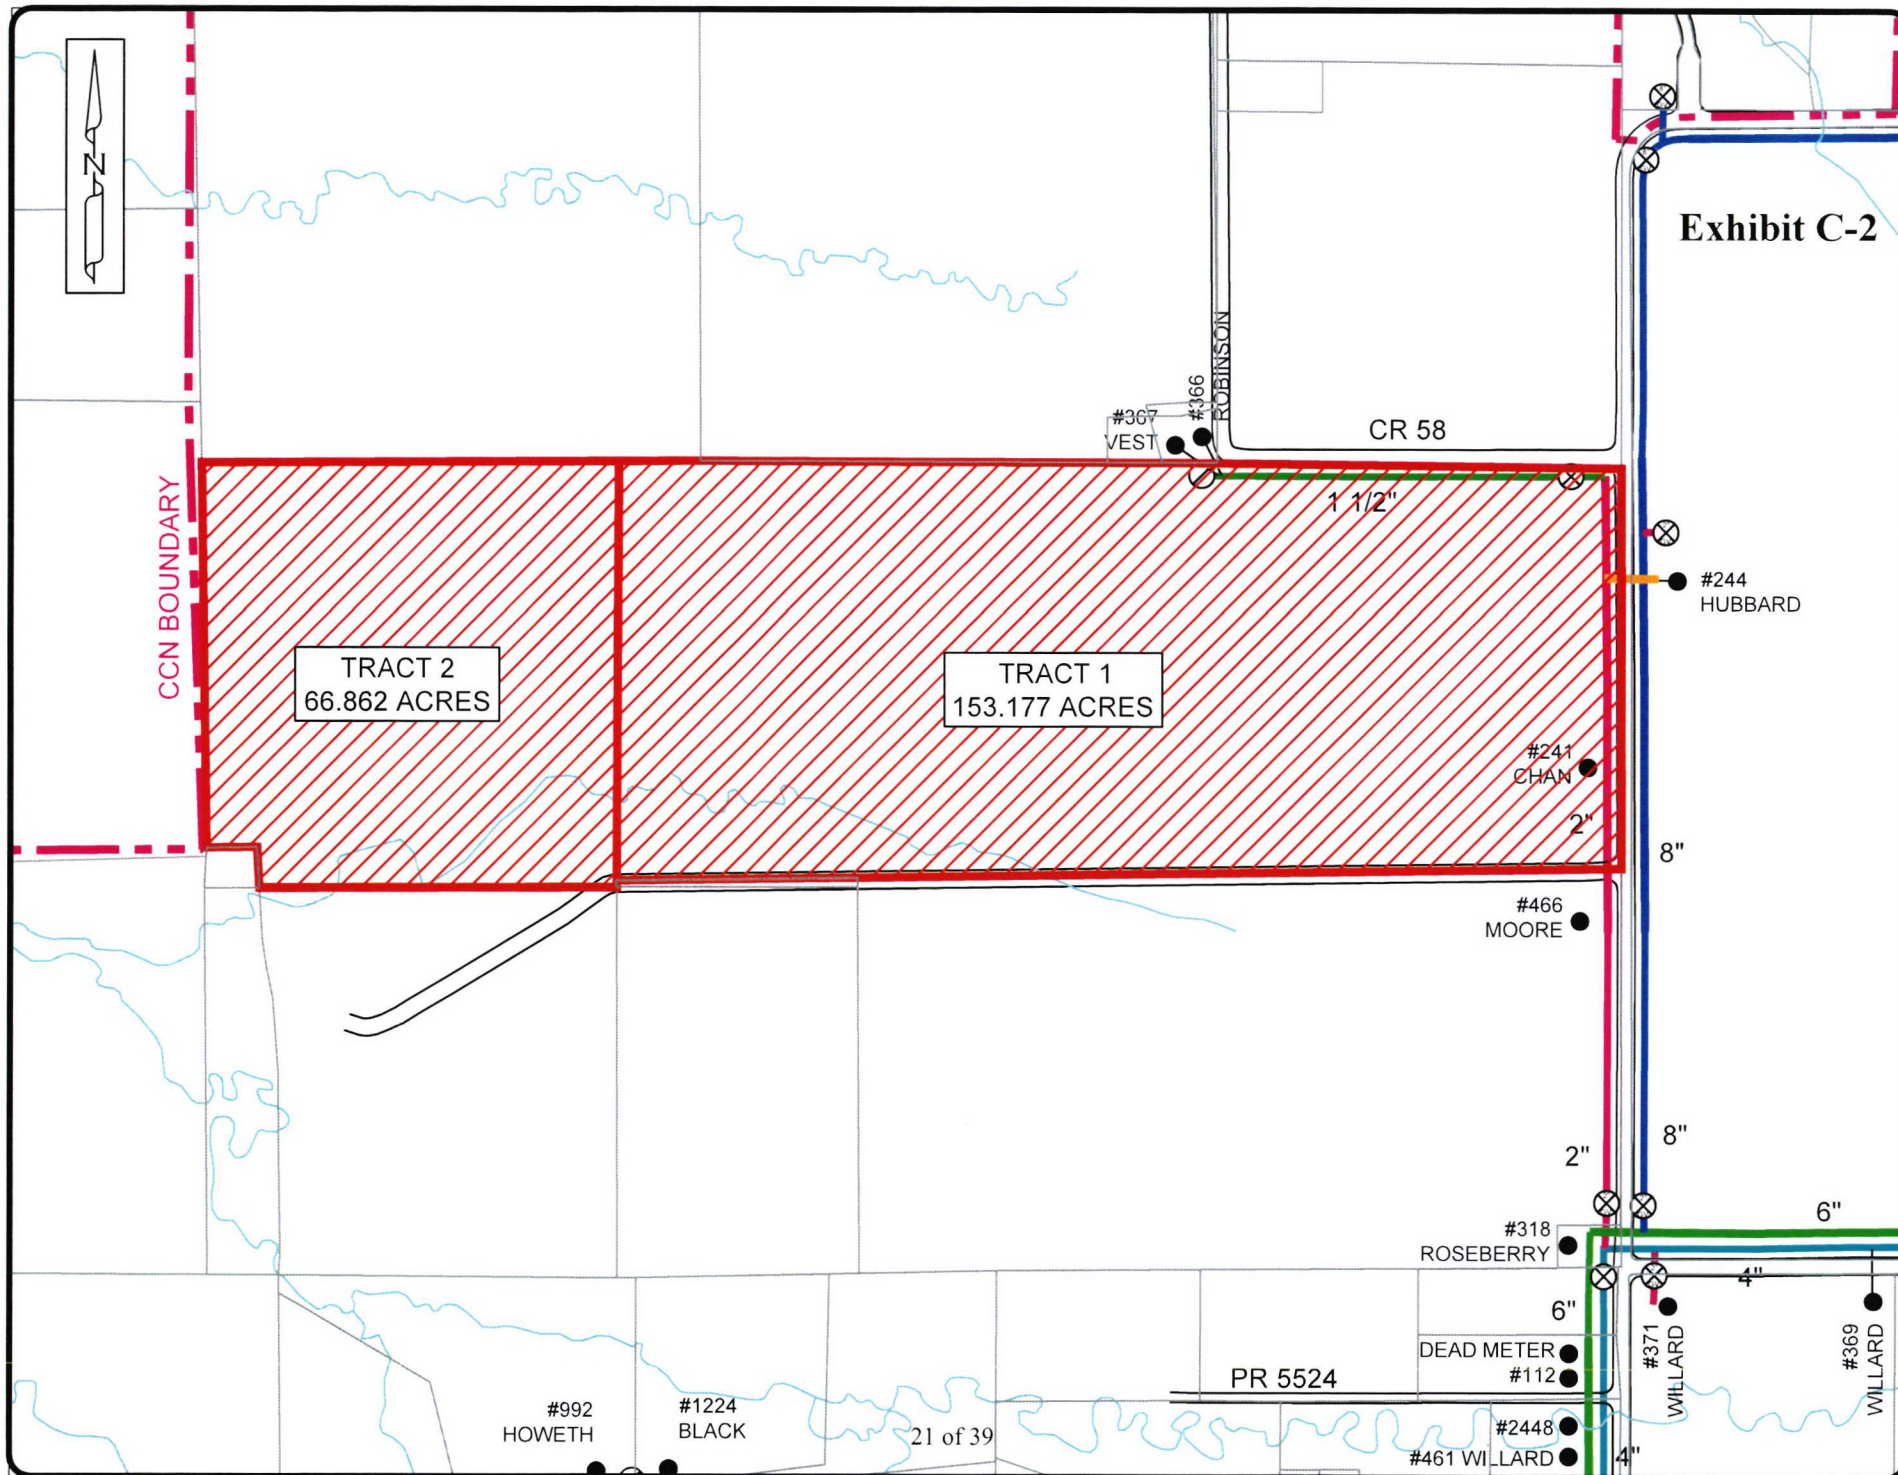 N
Exhibit C-2
#366
ROBINSON
#367
VEST
CR 58
1 1/2"
CCN BOUNDARY
#244
HUBBARD
TRACT 2
66.862 ACRES
TRACT 1
153.177 ACRES
#241
CHAN
2"
8"
#466
MOORE
8"
2"
6"
#318
ROSEBERRY
4"
6"
#371
WILLARD
#369
WILLARD
DEAD METER
#112
PR 5524
#992
HOWETH
#1224
BLACK
#2448
#461 WILLARD
4"
21 of 39